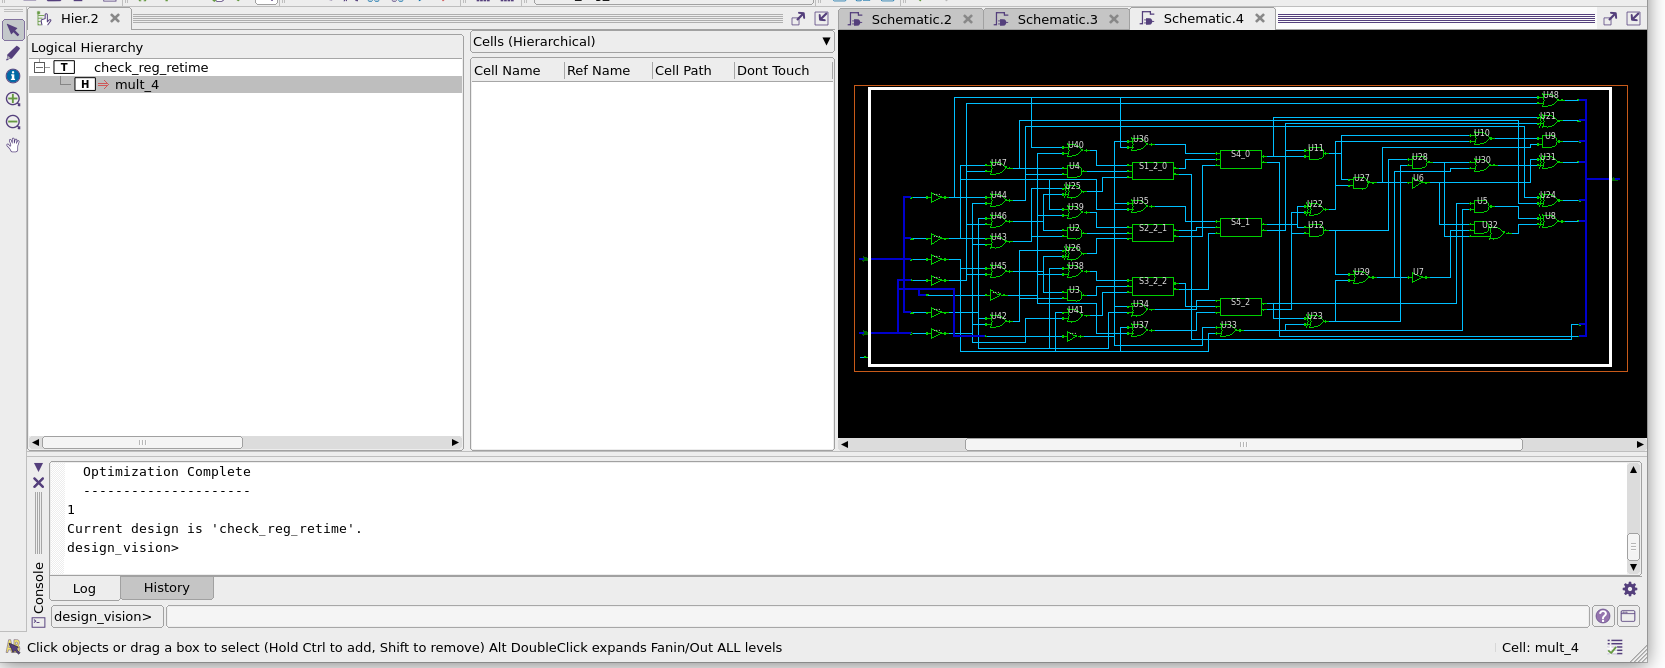 Hier.2
Schematic.2
Schematic.3
Schematic.4
Logical Hierarchy
T check_reg_retime
H mult_4
Cells (Hierarchical)
Cell Name Ref Name Cell Path Dont Touch
U48
U21
U10
U9
U36
U40
U11
S4_0
U28
U30
U31
U47
U4
S1_2_0
U27
U6
U25
U44
U24
U35
U39
U22
U5
U46
U8
S4_1
U2
S2_2_1
U12
U32
U43
U26
U45
U38
U29
U7
S3_2_2
U3
U34
S5_2
U42
U41
U23
U37
U33
Optimization Complete
---------------------
1
Current design is 'check_reg_retime'.
design_vision>
Console
Log
History
design_vision>
Click objects or drag a box to select (Hold Ctrl to add, Shift to remove) Alt DoubleClick expands Fanin/Out ALL levels
Cell: mult_4